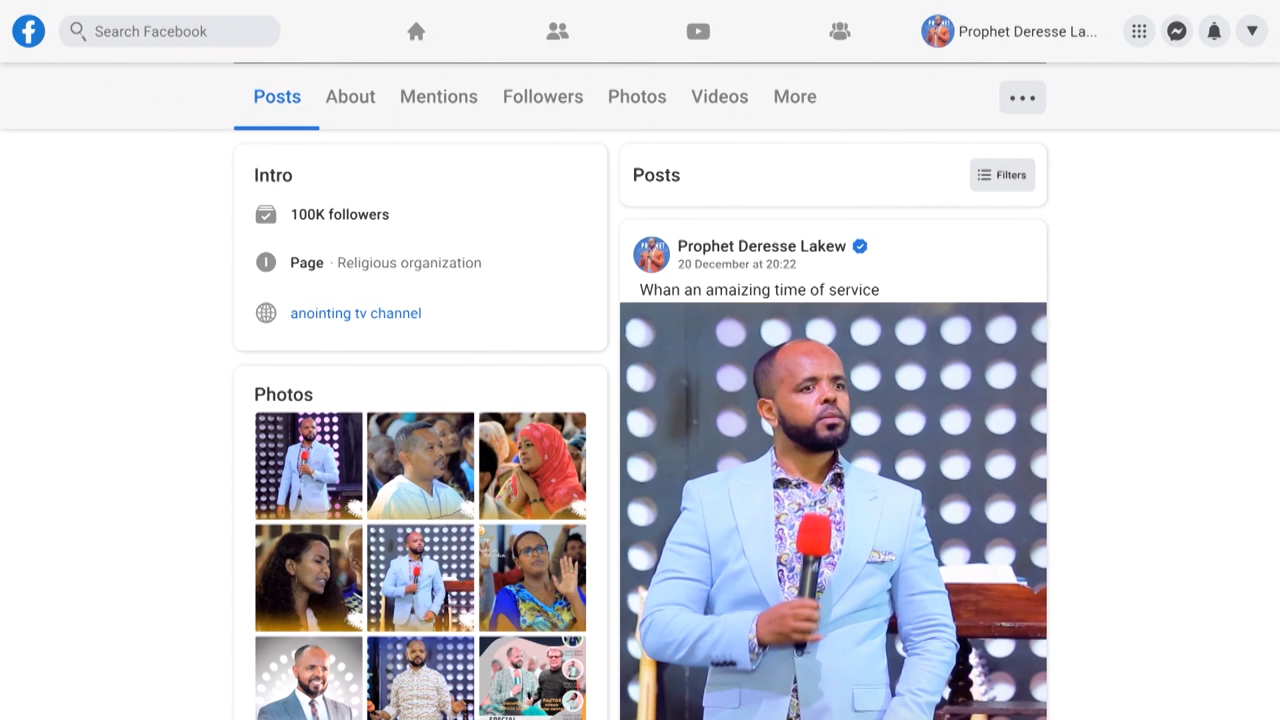 Search Facebook
Prophet Deresse La...
Posts
About
Mentions
Followers
Photos
Videos
More
Intro
100K followers
Page · Religious organization
anointing tv channel
Photos
SPECIAL
Posts
Filters
Prophet Deresse Lakew
20 December at 20:22
Whan an amaizing time of service